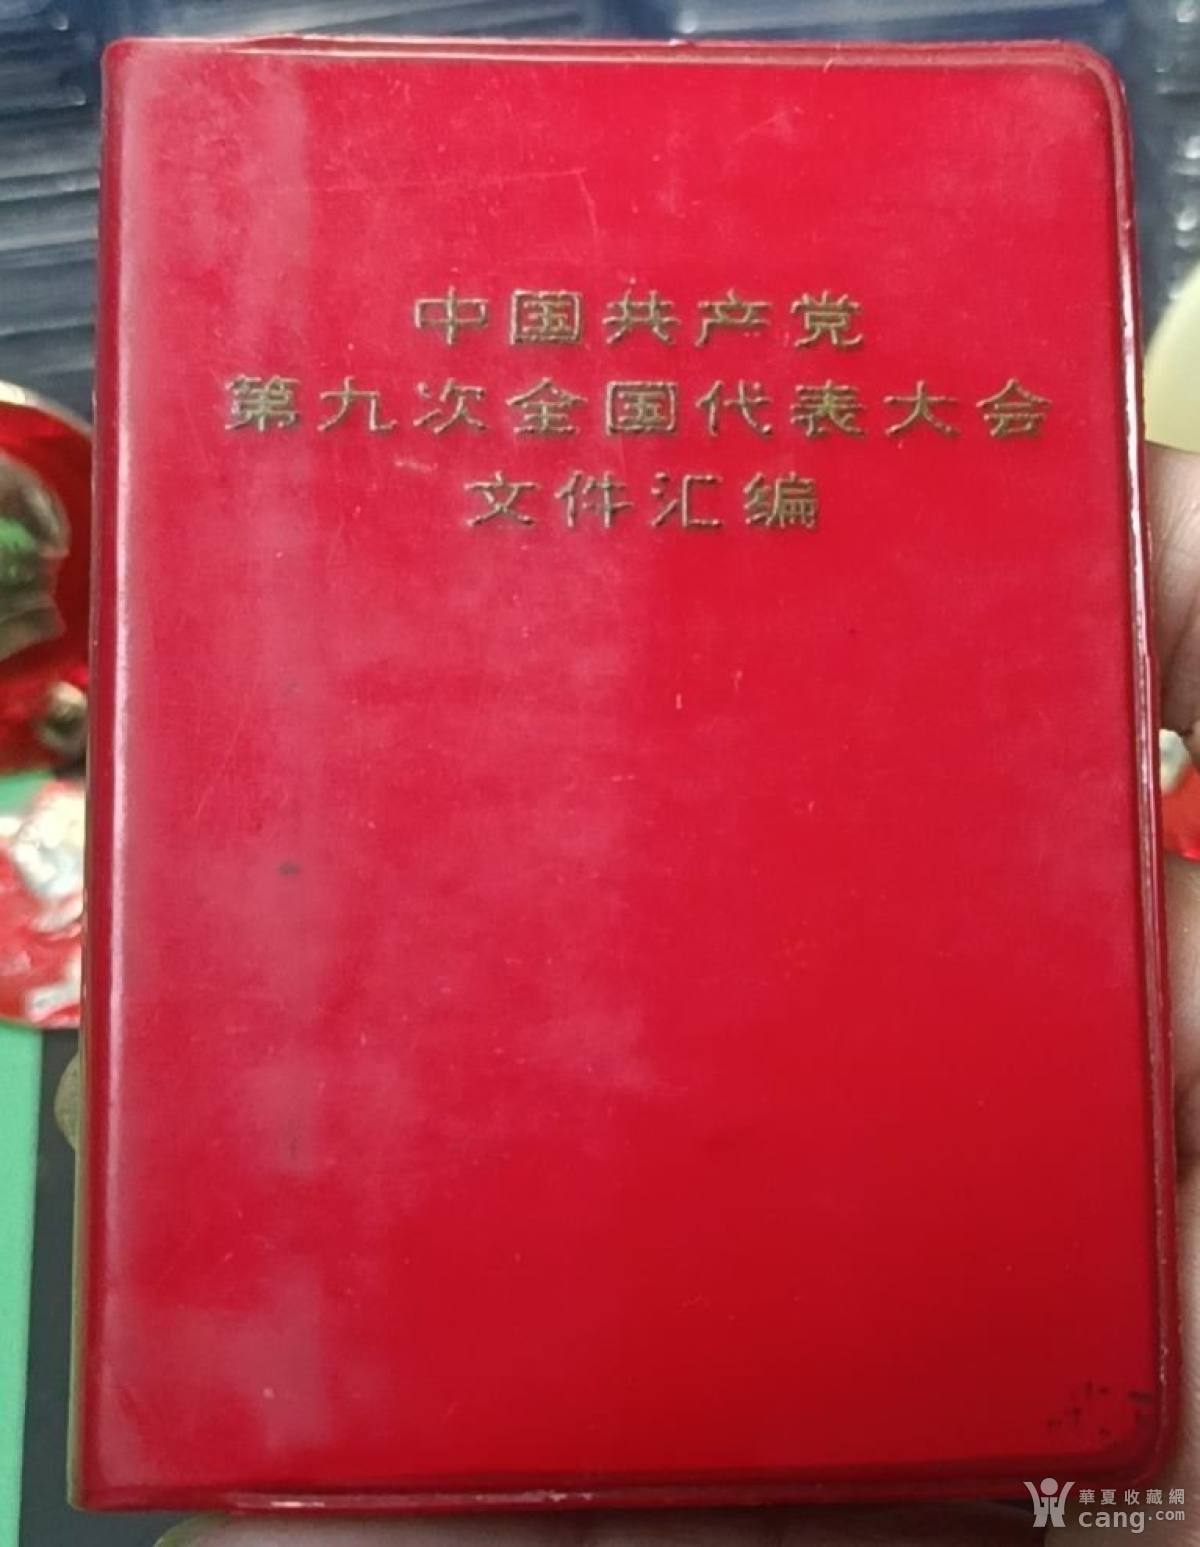 中国共产党
第九次全国代表大会
文件汇编
華夏收藏網
cang.com